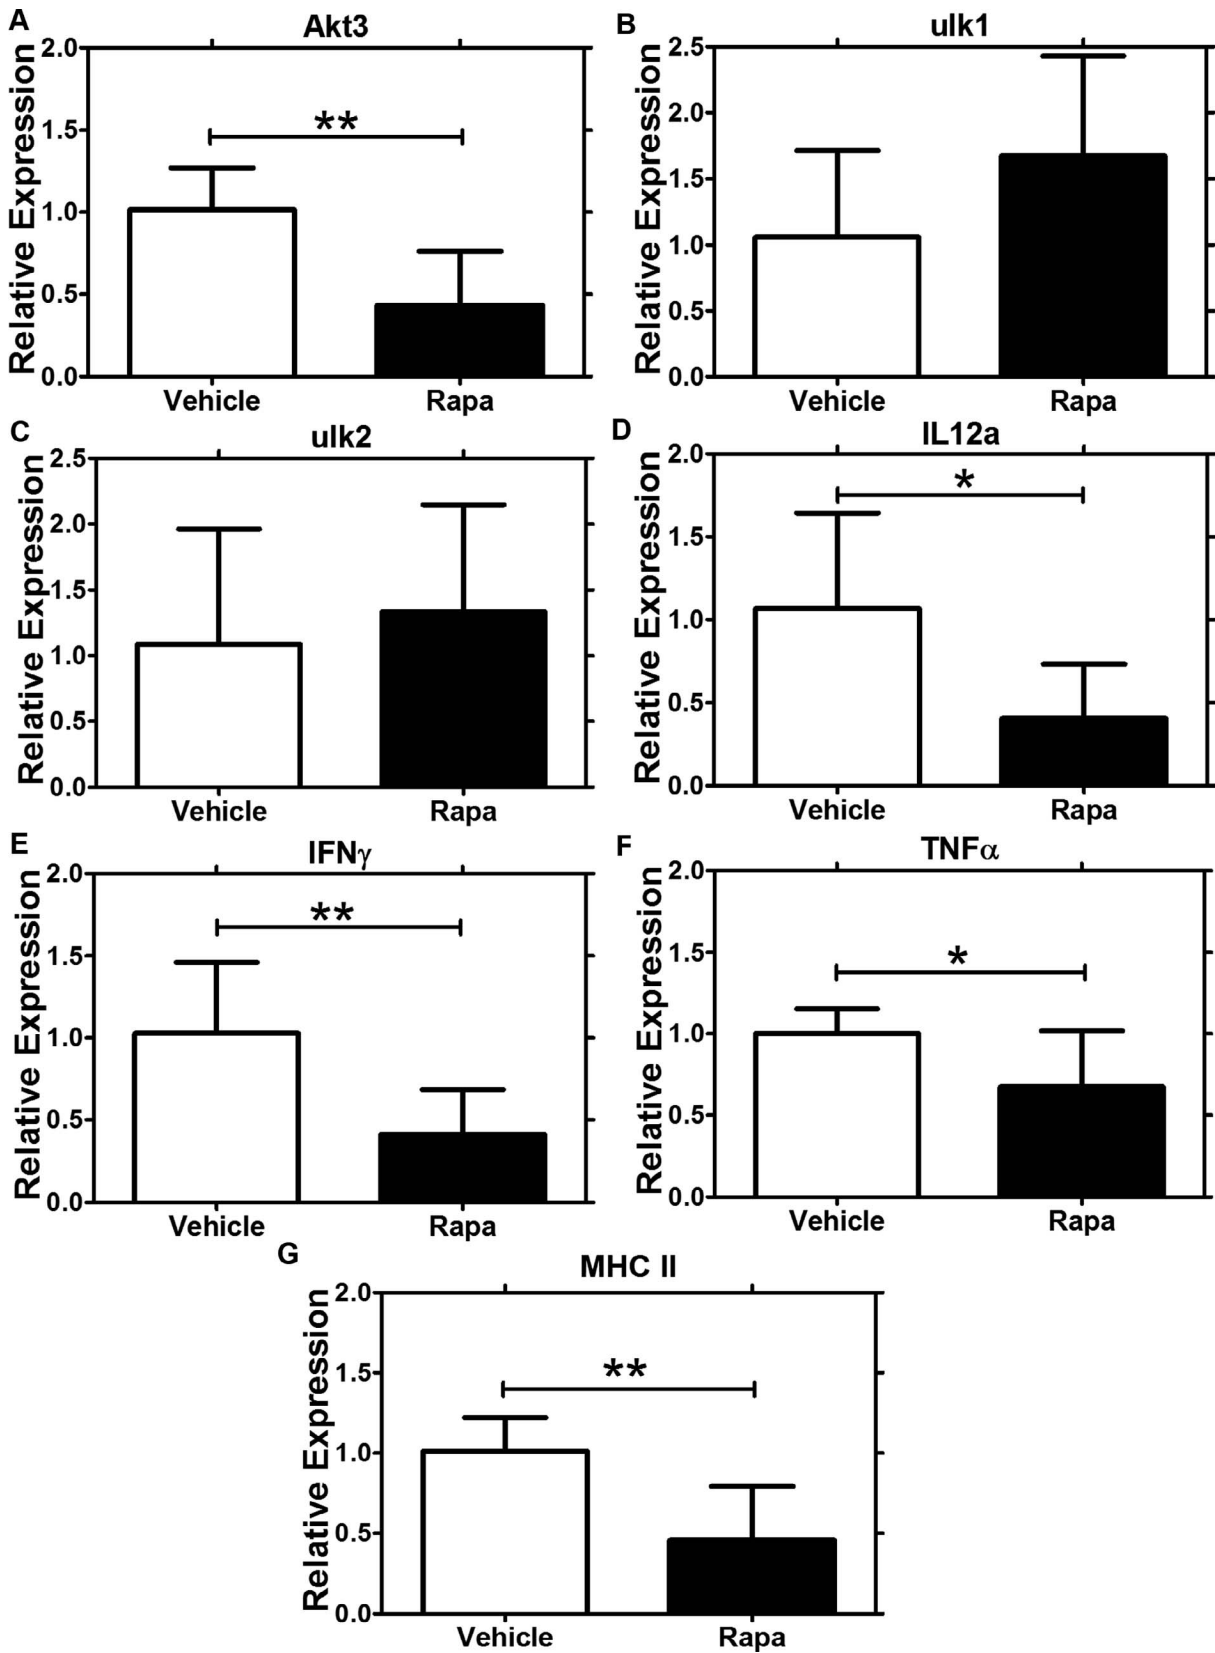 A
Akt3
Relative Expression
2.0
1.5
1.0
0.5
0.0
**
Vehicle
Rapa
B
ulk1
Relative Expression
2.5
2.0
1.5
1.0
0.5
0.0
Vehicle
Rapa
C
ulk2
Relative Expression
2.5
2.0
1.5
1.0
0.5
0.0
Vehicle
Rapa
D
IL12a
Relative Expression
2.0
1.5
1.0
0.5
0.0
*
Vehicle
Rapa
E
IFNγ
Relative Expression
2.0
1.5
1.0
0.5
0.0
**
Vehicle
Rapa
F
TNFα
Relative Expression
2.0
1.5
1.0
0.5
0.0
*
Vehicle
Rapa
G
MHC II
Relative Expression
2.0
1.5
1.0
0.5
0.0
**
Vehicle
Rapa